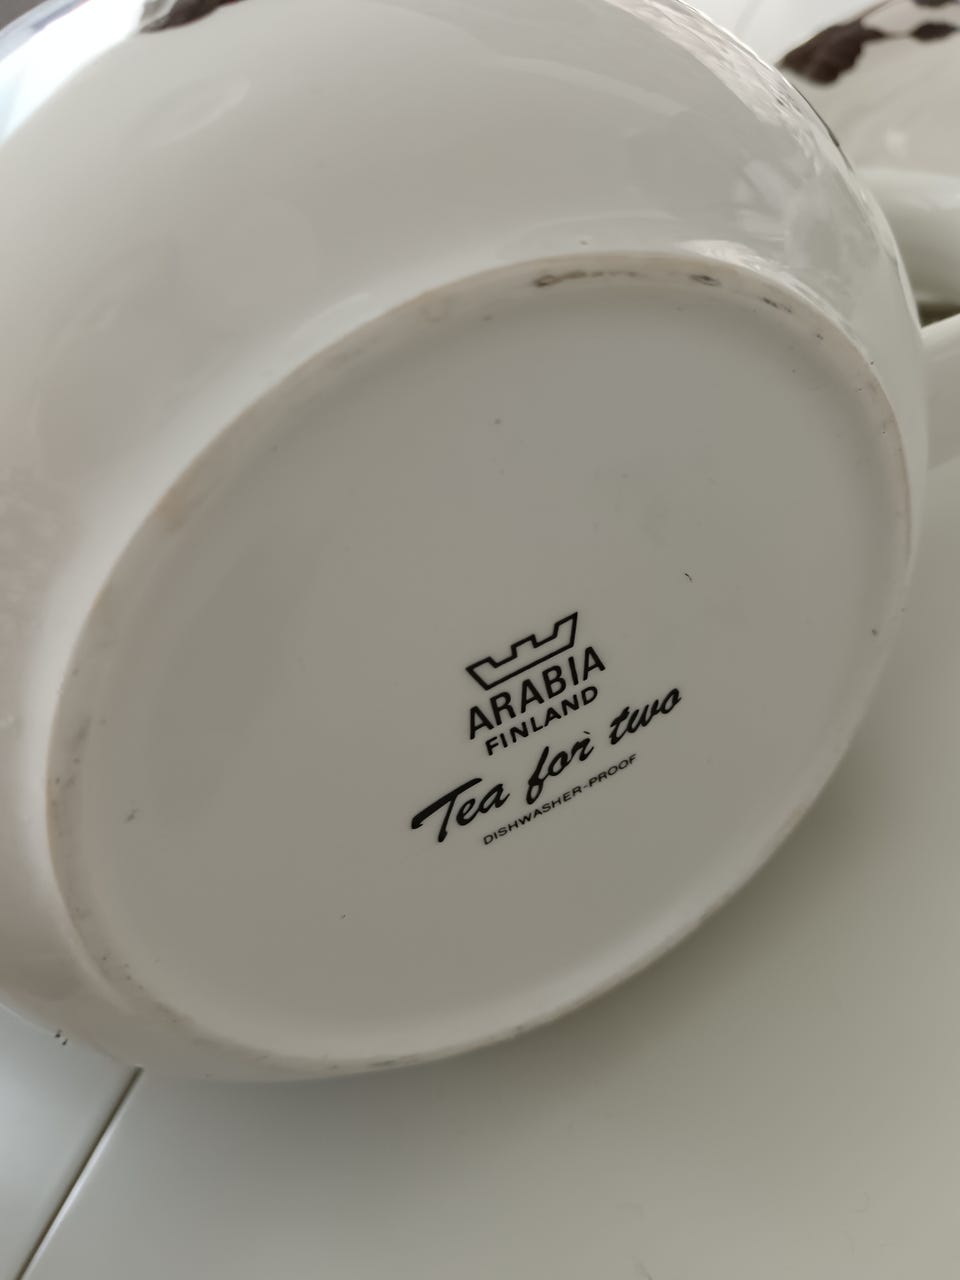 ARABIA
FINLAND
Tea for two
DISHWASHER-PROOF